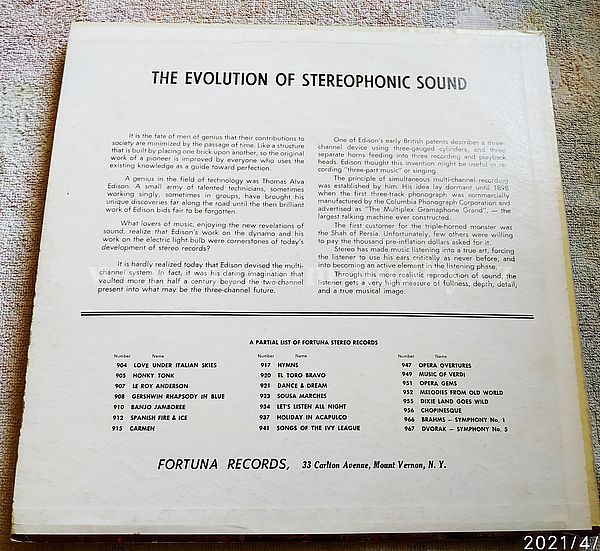 THE EVOLUTION OF STEREOPHONIC SOUND
It is the fate of men of genius that their contributions to
society are minimized by the passage of time. Like a structure
that is built by placing one brick upon another, so the original
work of a pioneer is improved by everyone who uses the
existing knowledge as a guide toward perfection.
A genius in the field of technology was Thomas Alva
Edison. A small army of talented technicians, sometimes
working singly, sometimes in groups, have brought his
unique discoveries far along the road until the then brilliant
work of Edison bids fair to be forgotten.
What lovers of music, enjoying the new revelations of
sound, realize that Edison's work on the dynamo and his
work on the electric light bulb were cornerstones of today's
development of stereo records?
It is hardly realized today that Edison devised the multi-
channel system. In fact, it was his daring imagination that
vaulted more than half a century beyond the two-channel
present into what may be the three-channel future.
One of Edison's early British patents describes a three-
channel device using three-gauged cylinders, and three
separate horns feeding into three recording and playback
heads. Edison thought this invention might be useful in re-
cording "three-part music" or singing.
The principle of simultaneous multi-channel recording
was established by him. His idea lay dormant until 1898
when the first three-track phonograph was commercially
manufactured by the Columbia Phonograph Corporation and
advertised as "The Multiplex Gramaphone Grand", — the
largest talking machine ever constructed.
The first customer for the triple-horned monster was
the Shah of Persia. Unfortunately, few others were willing
to pay the thousand pre-inflation dollars asked for it.
Stereo has made music listening into a true art, forcing
the listener to use his ears critically as never before, and
into becoming an active element in the listening phase.
Through this more realistic reproduction of sound, the
listener gets a very high measure of fullness, depth, detail,
and a true musical image.
A PARTIAL LIST OF FORTUNA STEREO RECORDS
Number Name
904 LOVE UNDER ITALIAN SKIES
905 HONKY TONK
907 LE ROY ANDERSON
908 GERSHWIN RHAPSODY IN BLUE
910 BANJO JAMBOREE
912 SPANISH FIRE & ICE
915 CARMEN
Number Name
917 HYMNS
920 EL TORO BRAVO
921 DANCE & DREAM
923 SOUSA MARCHES
934 LET'S LISTEN ALL NIGHT
937 HOLIDAY IN ACAPULCO
941 SONGS OF THE IVY LEAGUE
Number Name
947 OPERA OVERTURES
949 MUSIC OF VERDI
951 OPERA GEMS
952 MELODIES FROM OLD WORLD
955 DIXIE LAND GOES WILD
956 CHOPINESQUE
966 BRAHMS — SYMPHONY No. 1
967 DVORAK — SYMPHONY No. 5
FORTUNA RECORDS, 33 Carlton Avenue, Mount Vernon, N. Y.
2021/4/